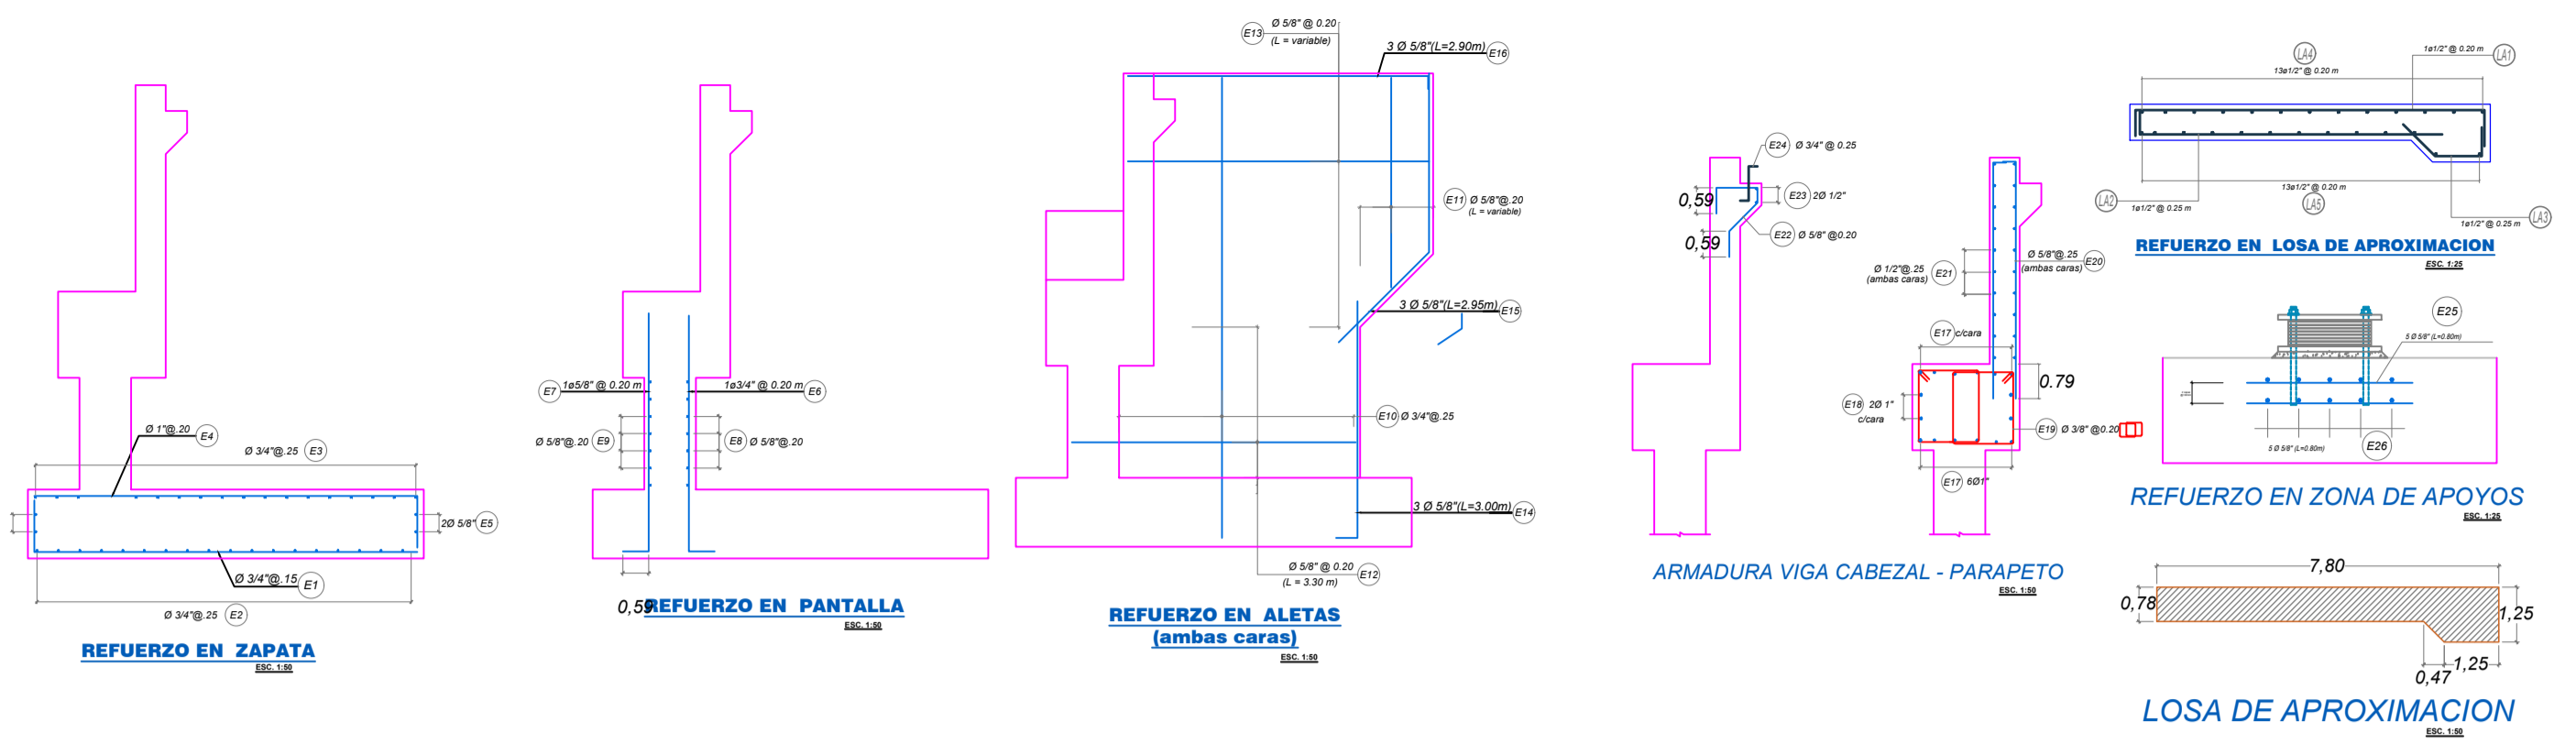 Ø 1"@.20 E4
Ø 3/4"@.25 E3
2Ø 5/8" E5
Ø 3/4"@.15 E1
Ø 3/4"@.25 E2
REFUERZO EN ZAPATA
ESC. 1:50
E7 1ø5/8" @ 0.20 m
1ø3/4" @ 0.20 m E6
Ø 5/8"@.20 E9
E8 Ø 5/8"@.20
0,59
REFUERZO EN PANTALLA
ESC. 1:50
E13 Ø 5/8" @ 0.20
(L = variable)
3 Ø 5/8"(L=2.90m) E16
E11 Ø 5/8"@.20
(L = variable)
3 Ø 5/8"(L=2.95m) E15
E10 Ø 3/4"@.25
3 Ø 5/8"(L=3.00m) E14
Ø 5/8" @ 0.20 E12
(L = 3.30 m)
REFUERZO EN ALETAS
(ambas caras)
ESC. 1:50
E24 Ø 3/4" @ 0.25
0,59
E23 2Ø 1/2"
0,59
E22 Ø 5/8" @0.20
Ø 1/2"@.25 E21
(ambas caras)
Ø 5/8"@.25
(ambas caras) E20
E17 c/cara
0.79
E18 2Ø 1"
c/cara
E19 Ø 3/8" @0.20
E17 6Ø1"
ARMADURA VIGA CABEZAL - PARAPETO
ESC. 1:50
LA4
1ø1/2" @ 0.20 m LA1
13ø1/2" @ 0.20 m
13ø1/2" @ 0.20 m
LA2
1ø1/2" @ 0.25 m
LA5
LA3
1ø1/2" @ 0.25 m
REFUERZO EN LOSA DE APROXIMACION
ESC. 1:25
E25
5 Ø 5/8" (L=0.80m)
E26
5 Ø 5/8" (L=0.80m)
REFUERZO EN ZONA DE APOYOS
ESC. 1:25
7,80
0,78
1,25
1,25
0,47
LOSA DE APROXIMACION
ESC. 1:50